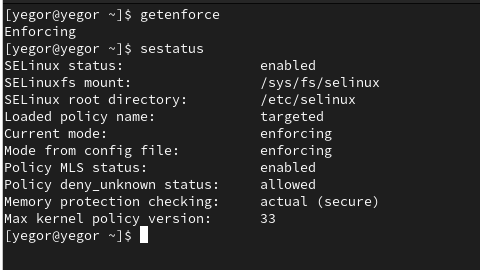 [yegor@yegor ~]$ getenforce
Enforcing
[yegor@yegor ~]$ sestatus
SELinux status:                 enabled
SELinuxfs mount:                /sys/fs/selinux
SELinux root directory:         /etc/selinux
Loaded policy name:             targeted
Current mode:                   enforcing
Mode from config file:          enforcing
Policy MLS status:              enabled
Policy deny_unknown status:     allowed
Memory protection checking:     actual (secure)
Max kernel policy version:      33
[yegor@yegor ~]$